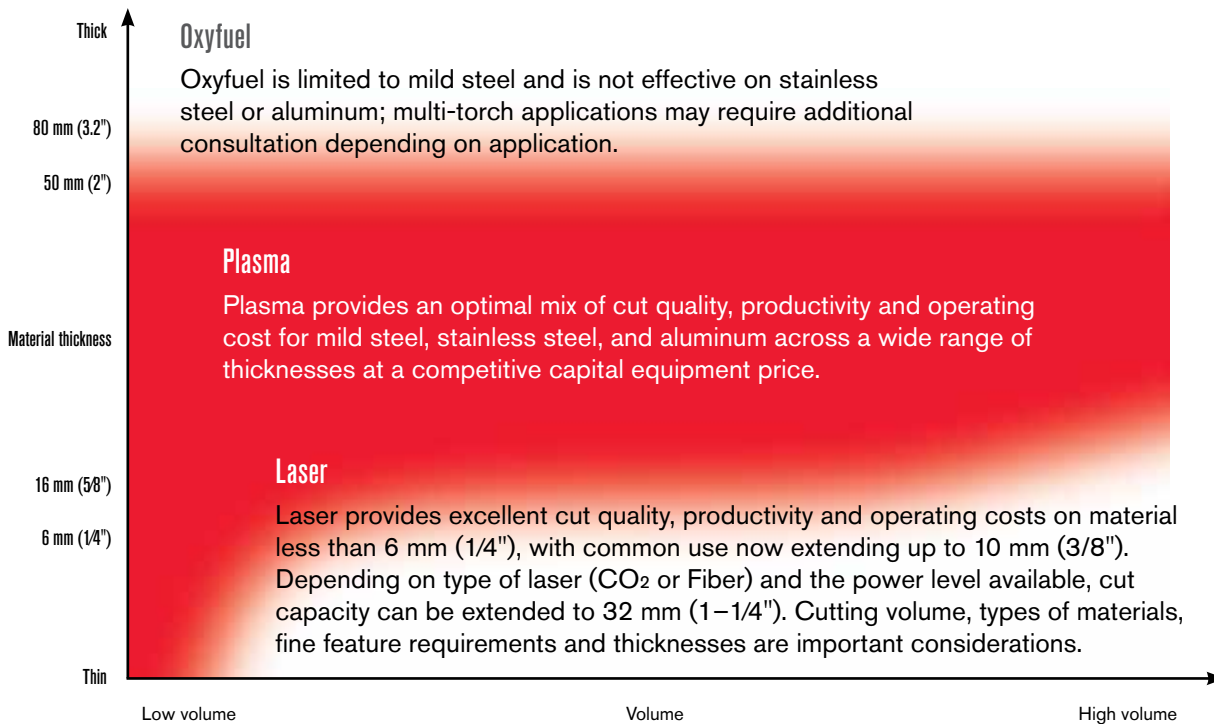 Thick
Oxyfuel
Oxyfuel is limited to mild steel and is not effective on stainless
steel or aluminum; multi-torch applications may require additional
consultation depending on application.
80 mm (3.2")
50 mm (2")
Plasma
Plasma provides an optimal mix of cut quality, productivity and operating
cost for mild steel, stainless steel, and aluminum across a wide range of
thicknesses at a competitive capital equipment price.
Material thickness
Laser
16 mm (5⁄8")
6 mm (1⁄4")
Laser provides excellent cut quality, productivity and operating costs on material
less than 6 mm (1/4"), with common use now extending up to 10 mm (3/8").
Depending on type of laser (CO2 or Fiber) and the power level available, cut
capacity can be extended to 32 mm (1–1/4"). Cutting volume, types of materials,
fine feature requirements and thicknesses are important considerations.
Thin
Low volume
Volume
High volume